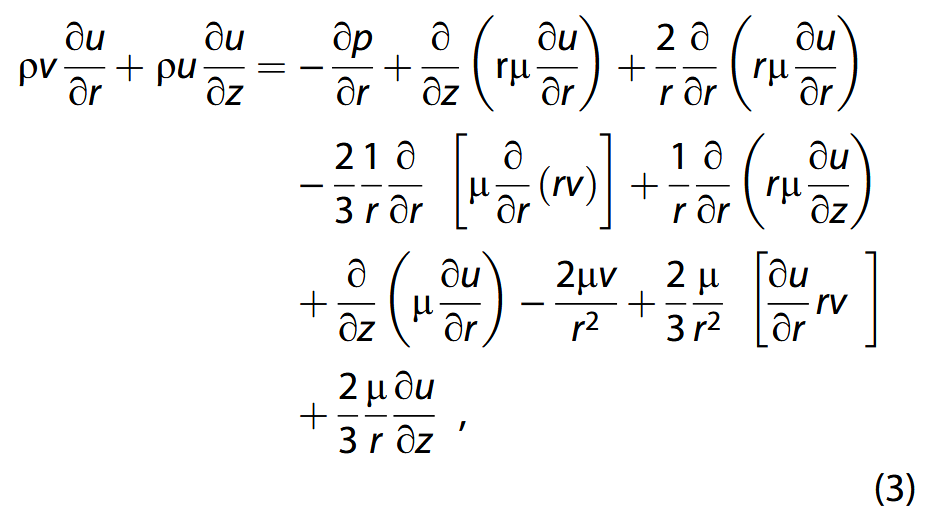 ρv ∂u/∂r + ρu ∂u/∂z = − ∂p/∂r + ∂/∂z (rμ ∂u/∂r) + 2/r ∂/∂r (rμ ∂u/∂r)
− 2/3 1/r ∂/∂r [μ ∂/∂r (rv)] + 1/r ∂/∂r (rμ ∂u/∂z)
+ ∂/∂z (μ ∂u/∂r) − 2μv/r² + 2/3 μ/r² [∂u/∂r rv ]
+ 2/3 μ/r ∂u/∂z ,
(3)